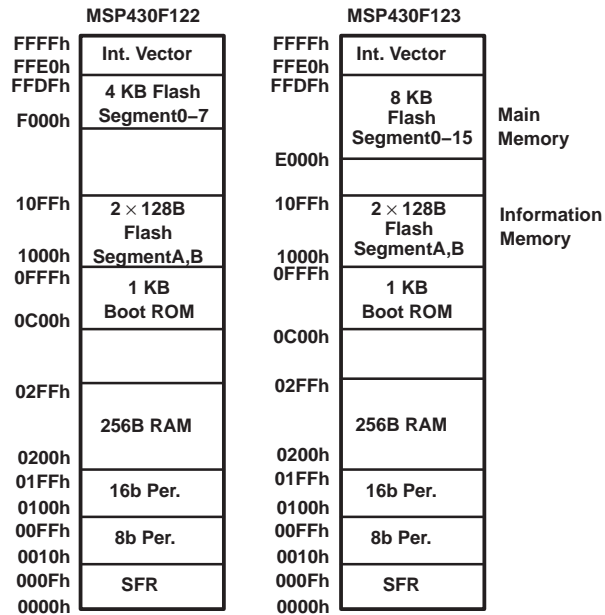 MSP430F122
FFFFh
Int. Vector
FFE0h
FFDFh
4 KB Flash
Segment0–7
F000h
10FFh
2 × 128B
Flash
SegmentA,B
1000h
0FFFh
1 KB
Boot ROM
0C00h
02FFh
256B RAM
0200h
01FFh
16b Per.
0100h
00FFh
8b Per.
0010h
000Fh
SFR
0000h
MSP430F123
FFFFh
Int. Vector
FFE0h
FFDFh
8 KB
Flash
Segment0–15
E000h
Main
Memory
10FFh
2 × 128B
Flash
SegmentA,B
1000h
Information
Memory
0FFFh
1 KB
Boot ROM
0C00h
02FFh
256B RAM
0200h
01FFh
16b Per.
0100h
00FFh
8b Per.
0010h
000Fh
SFR
0000h